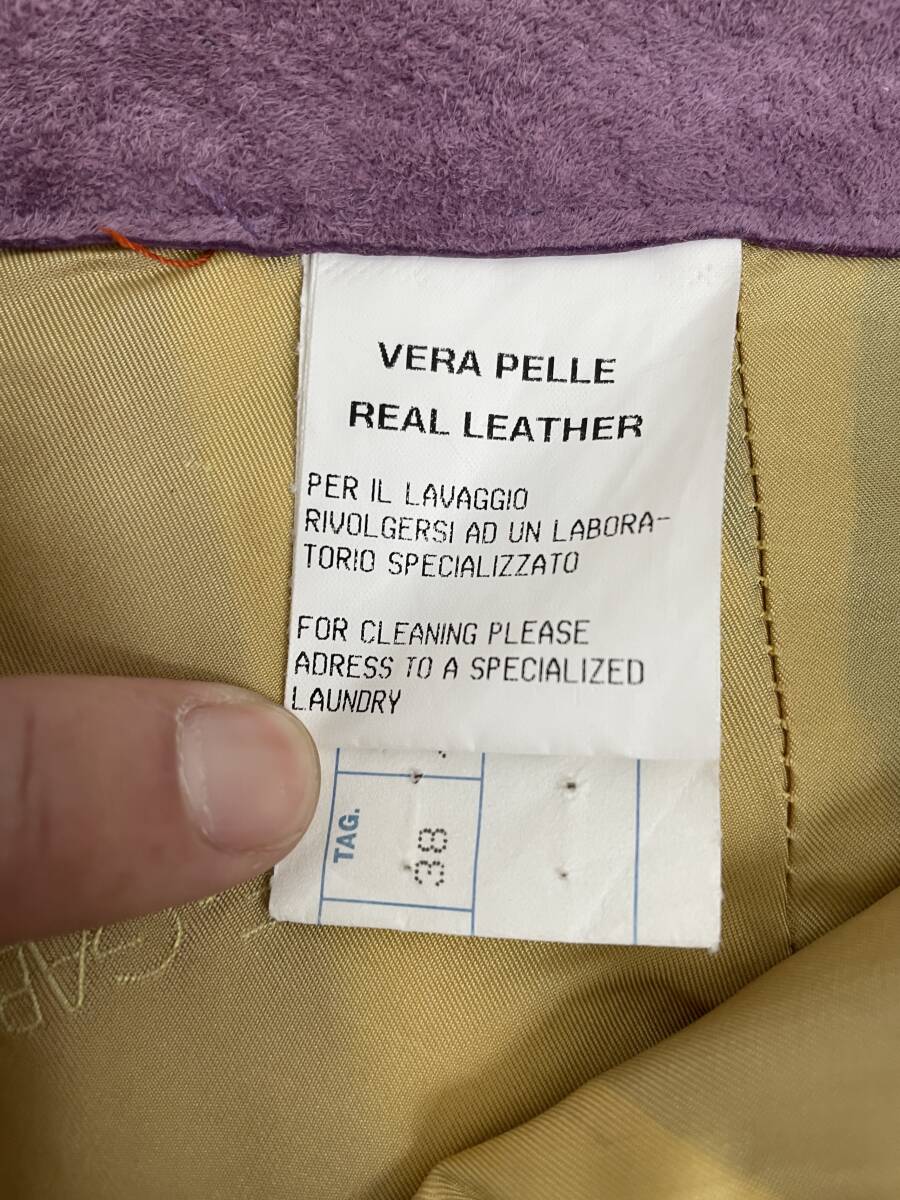 VERA PELLE
REAL LEATHER
PER IL LAVAGGIO
RIVOLGERSI AD UN LABORA-
TORIO SPECIALIZZATO
FOR CLEANING PLEASE
ADRESS TO A SPECIALIZED
LAUNDRY
TAG.
38